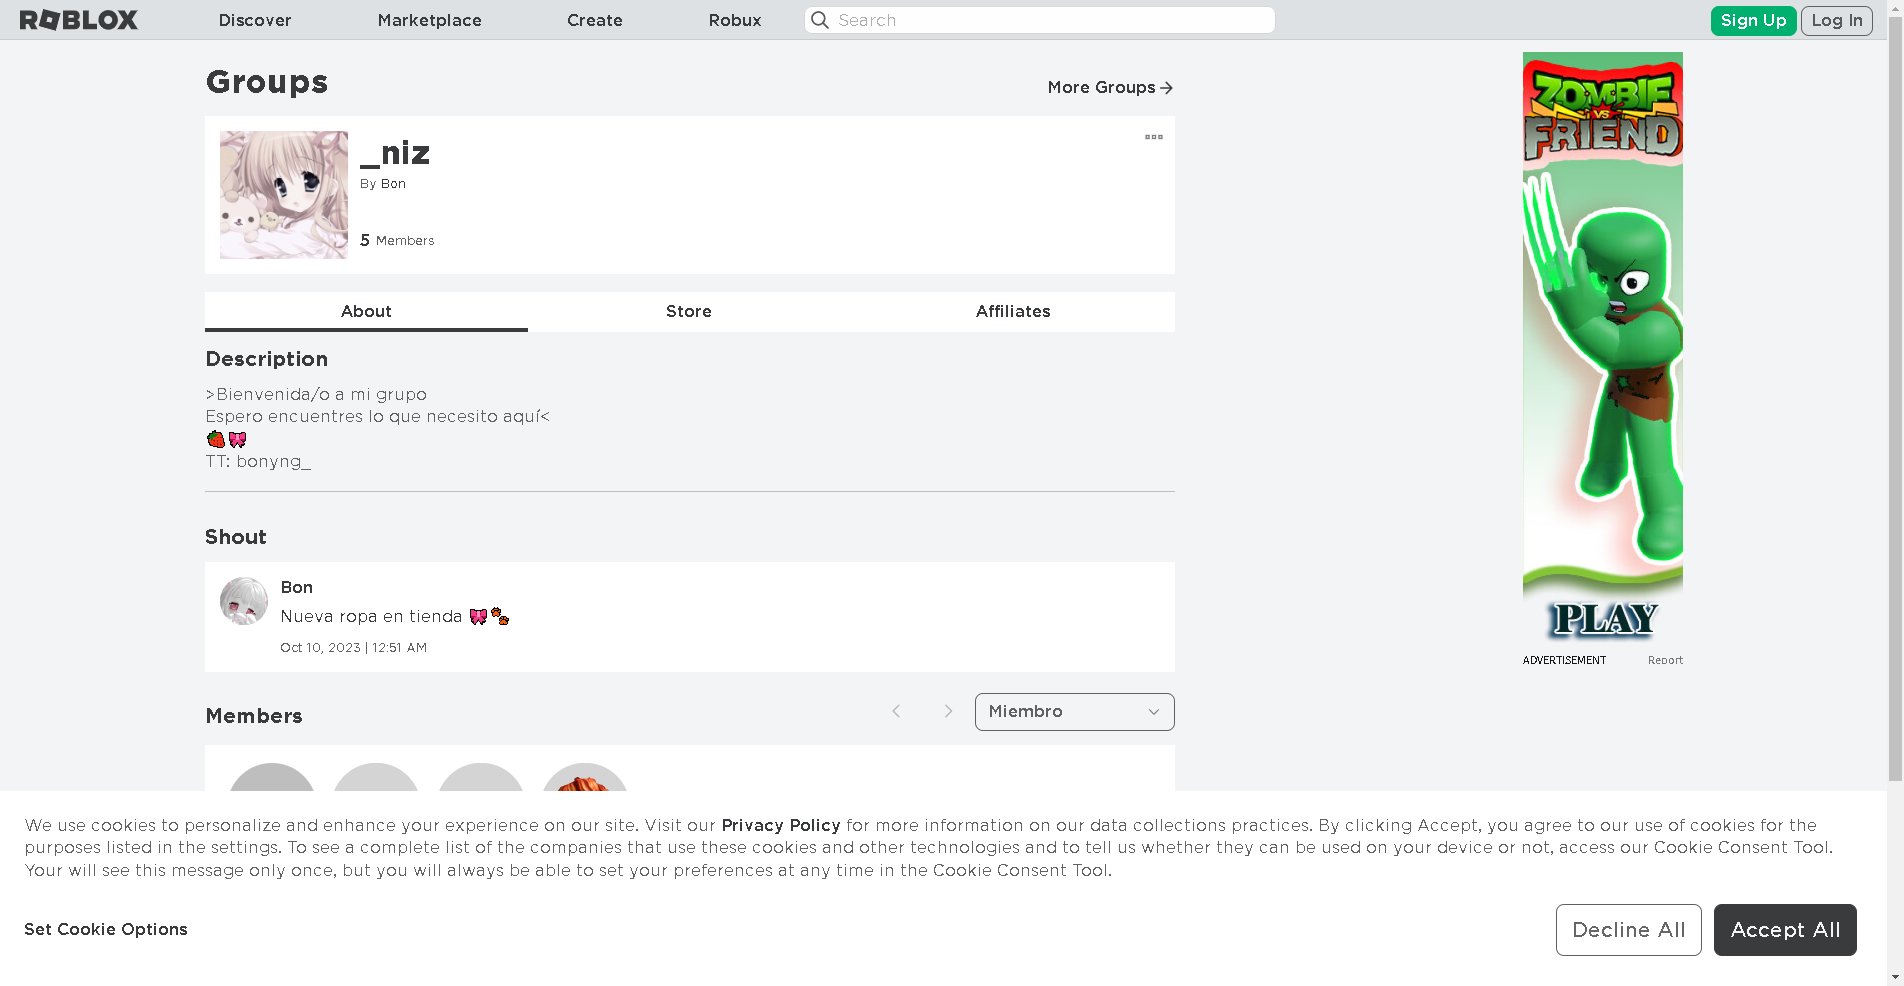 ROBLOX
Discover
Marketplace
Create
Robux
Search
Sign Up
Log In
Groups
More Groups
_niz
By Bon
5 Members
About
Store
Affiliates
Description
>Bienvenida/o a mi grupo
Espero encuentres lo que necesito aquí<
🍓🎀
TT: bonyng_
Shout
Bon
Nueva ropa en tienda 🎀🐾
Oct 10, 2023 | 12:51 AM
Members
Miembro
ZOMBIE
VS
FRIEND
PLAY
ADVERTISEMENT
Report
We use cookies to personalize and enhance your experience on our site. Visit our Privacy Policy for more information on our data collections practices. By clicking Accept, you agree to our use of cookies for the
purposes listed in the settings. To see a complete list of the companies that use these cookies and other technologies and to tell us whether they can be used on your device or not, access our Cookie Consent Tool.
Your will see this message only once, but you will always be able to set your preferences at any time in the Cookie Consent Tool.
Set Cookie Options
Decline All
Accept All